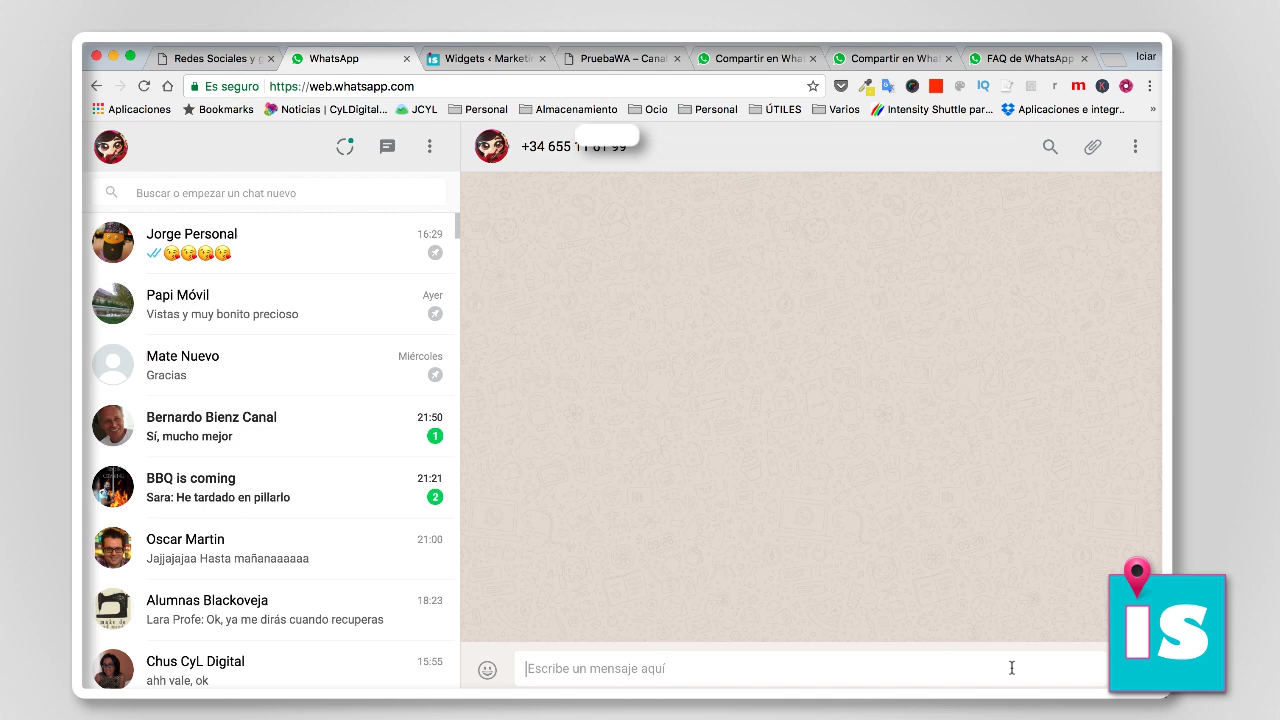 Redes Sociales y g
WhatsApp
Widgets ‹ Marketi
PruebaWA – Canal
Compartir en What
Compartir en What
FAQ de WhatsApp
Iciar
Es seguro
https://web.whatsapp.com
Aplicaciones
Bookmarks
Noticias | CyLDigital...
JCYL
Personal
Almacenamiento
Ocio
Personal
ÚTILES
Varios
Intensity Shuttle par...
Aplicaciones e integr...
»
+34 655
Buscar o empezar un chat nuevo
Jorge Personal
16:29
Papi Móvil
Ayer
Vistas y muy bonito precioso
Mate Nuevo
Miércoles
Gracias
Bernardo Bienz Canal
21:50
Sí, mucho mejor
1
BBQ is coming
21:21
Sara: He tardado en pillarlo
2
Oscar Martin
21:00
Jajjajajaa Hasta mañanaaaaa
Alumnas Blackoveja
18:23
Lara Profe: Ok, ya me dirás cuando recuperas
Chus CyL Digital
15:55
ahh vale, ok
Escribe un mensaje aquí
is